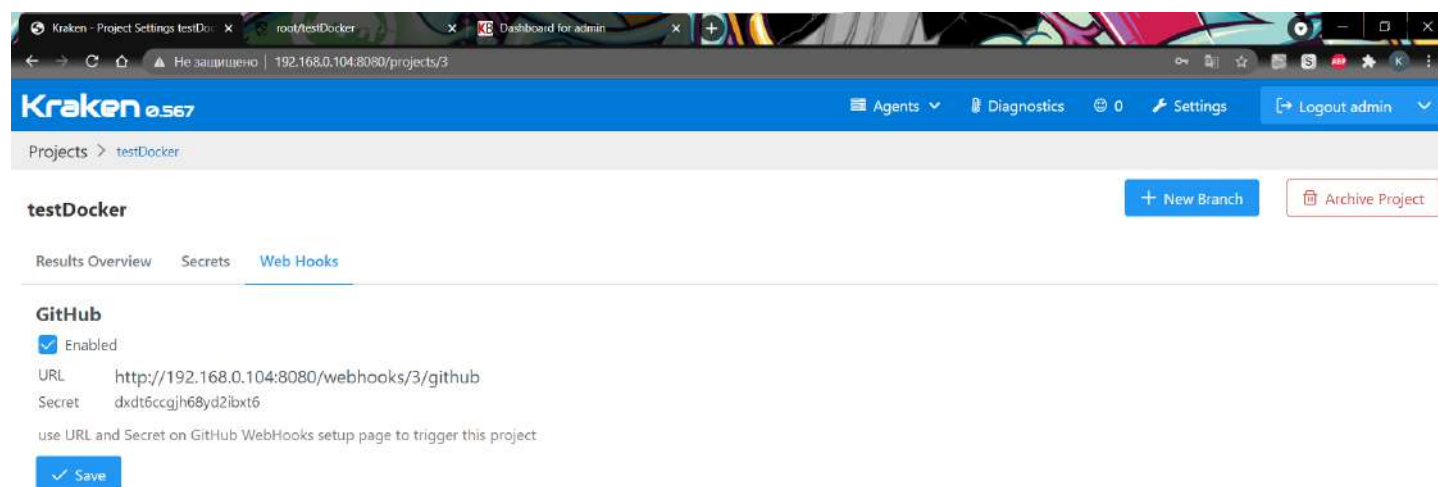 Kraken - Project Settings testDoc
root/testDocker
KB Dashboard for admin
Не защищено | 192.168.0.104:8080/projects/3
Kraken 0.567
Agents
Diagnostics
0
Settings
Logout admin
Projects > testDocker
testDocker
+ New Branch
Archive Project
Results Overview
Secrets
Web Hooks
GitHub
Enabled
URL http://192.168.0.104:8080/webhooks/3/github
Secret dxdt6ccgjh68yd2ibxt6
use URL and Secret on GitHub WebHooks setup page to trigger this project
Save